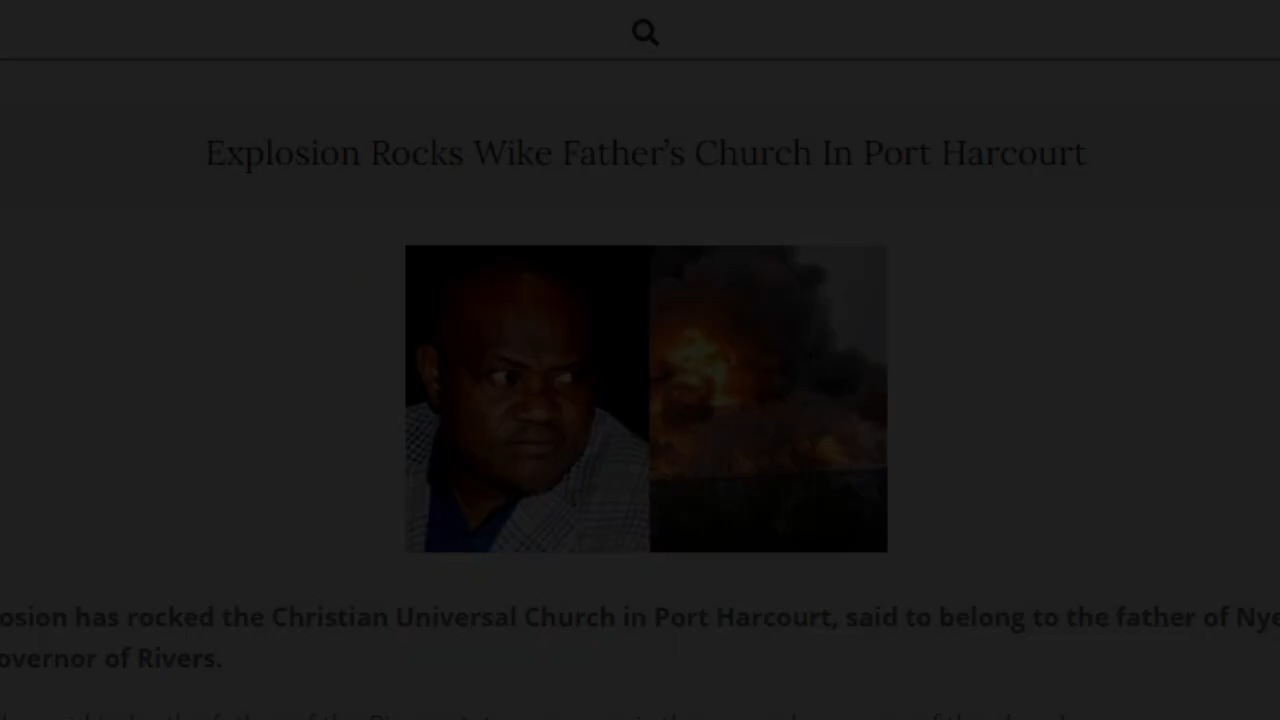 Explosion Rocks Wike Father’s Church In Port Harcourt
osion has rocked the Christian Universal Church in Port Harcourt, said to belong to the father of Nye
overnor of Rivers.